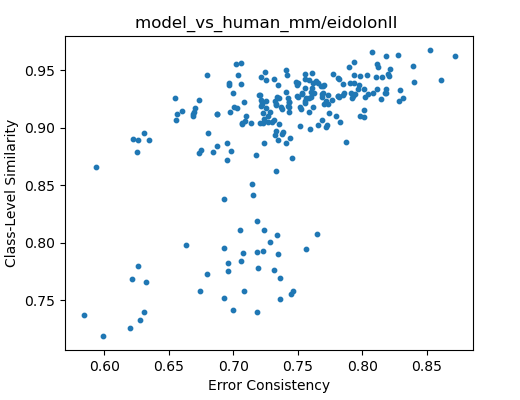 model_vs_human_mm/eidolonII
Class-Level Similarity
0.95
0.90
0.85
0.80
0.75
0.60 0.65 0.70 0.75 0.80 0.85
Error Consistency